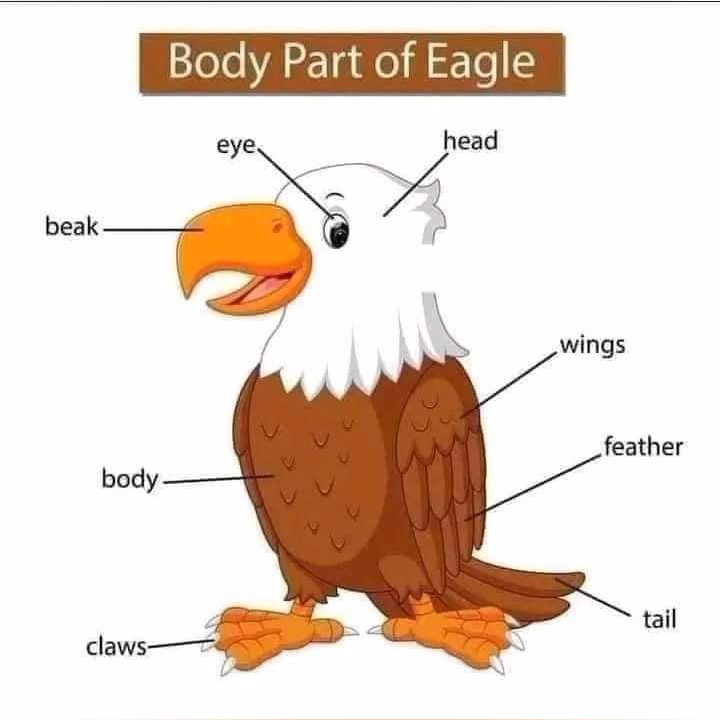 Body Part of Eagle
eye
head
beak
wings
feather
body
tail
claws